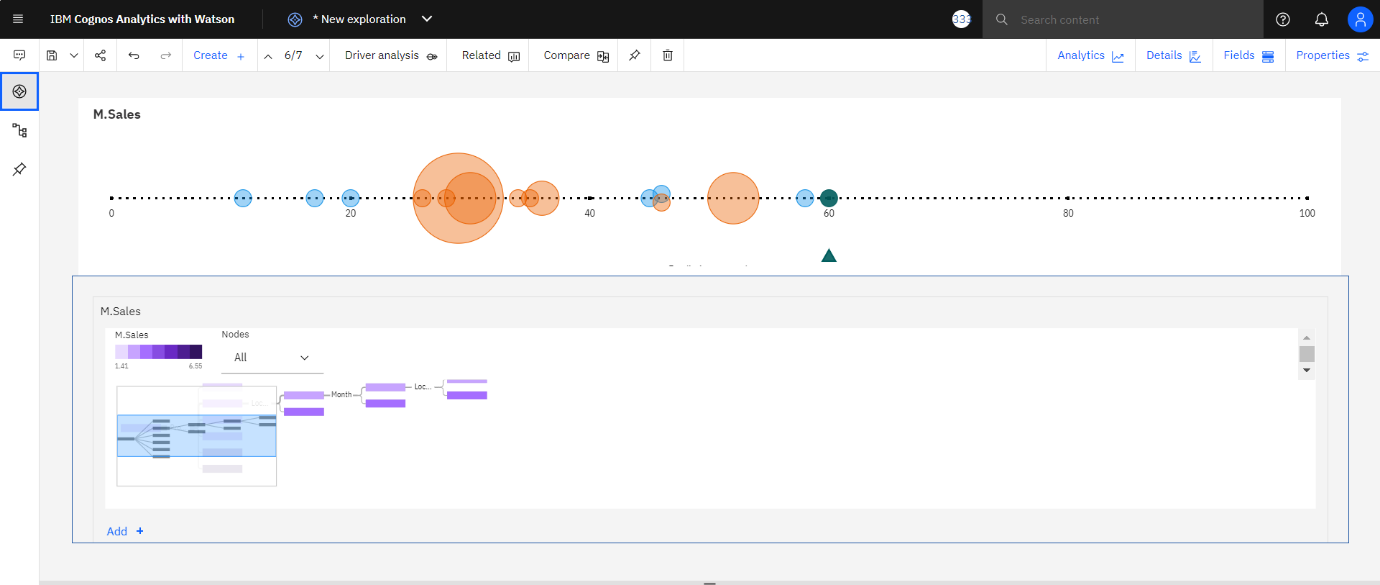 IBM Cognos Analytics with Watson
* New exploration
333
Search content
Create +
6/7
Driver analysis
Related
Compare
Analytics
Details
Fields
Properties
M.Sales
0 20 40 60 80 100
M.Sales
M.Sales
Nodes
1.41 6.55
All
Month
Loc...
Add +